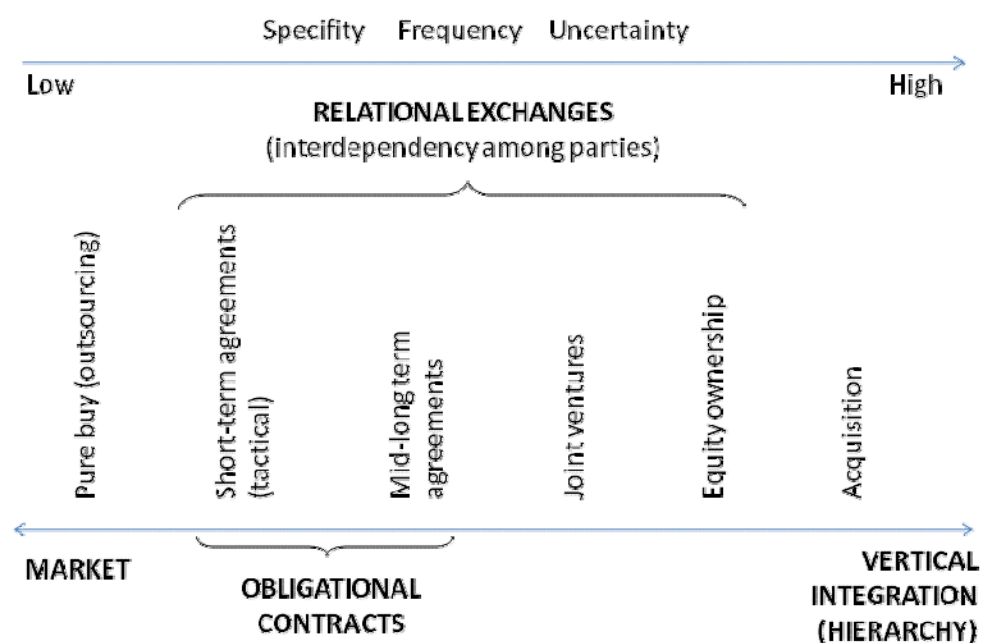 Specifity Frequency Uncertainty
Low
High
RELATIONAL EXCHANGES
(interdependency among parties)
Pure buy (outsourcing)
Short-term agreements
(tactical)
Mid-long term
agreements
Joint ventures
Equity ownership
Acquisition
MARKET
OBLIGATIONAL
CONTRACTS
VERTICAL
INTEGRATION
(HIERARCHY)